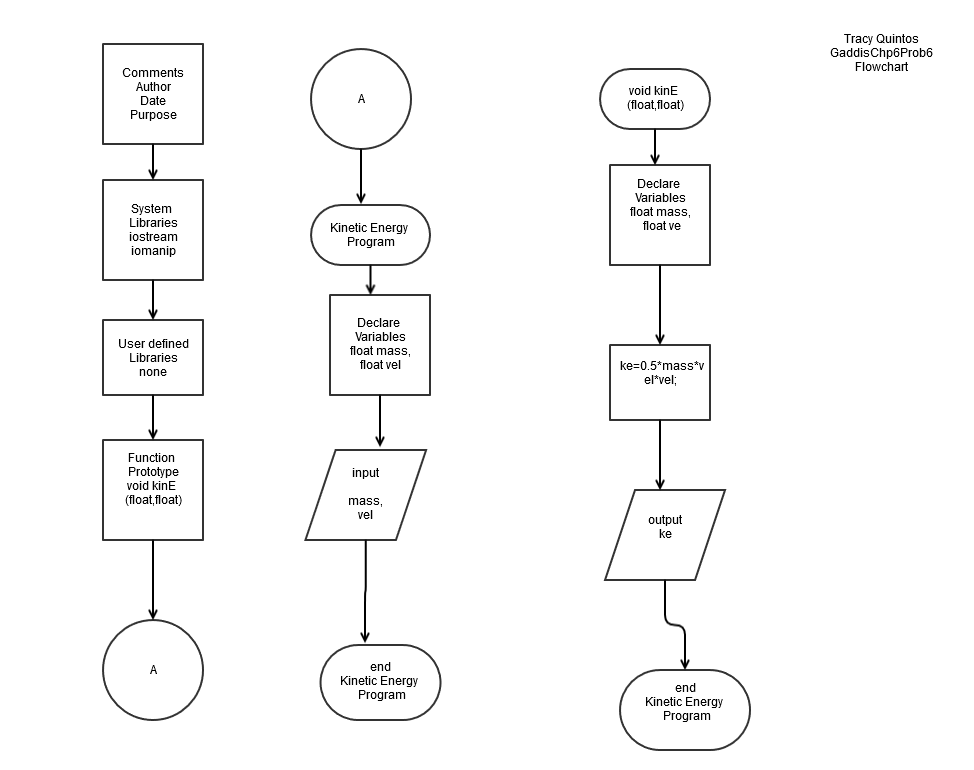 Tracy Quintos
GaddisChp6Prob6
Flowchart
Comments
Author
Date
Purpose
System
Libraries
iostream
iomanip
User defined
Libraries
none
Function
Prototype
void kinE
(float,float)
A
A
Kinetic Energy
Program
Declare
Variables
float mass,
float vel
input
mass,
vel
end
Kinetic Energy
Program
void kinE
(float,float)
Declare
Variables
float mass,
float ve
ke=0.5*mass*v
el*vel;
output
ke
end
Kinetic Energy
Program